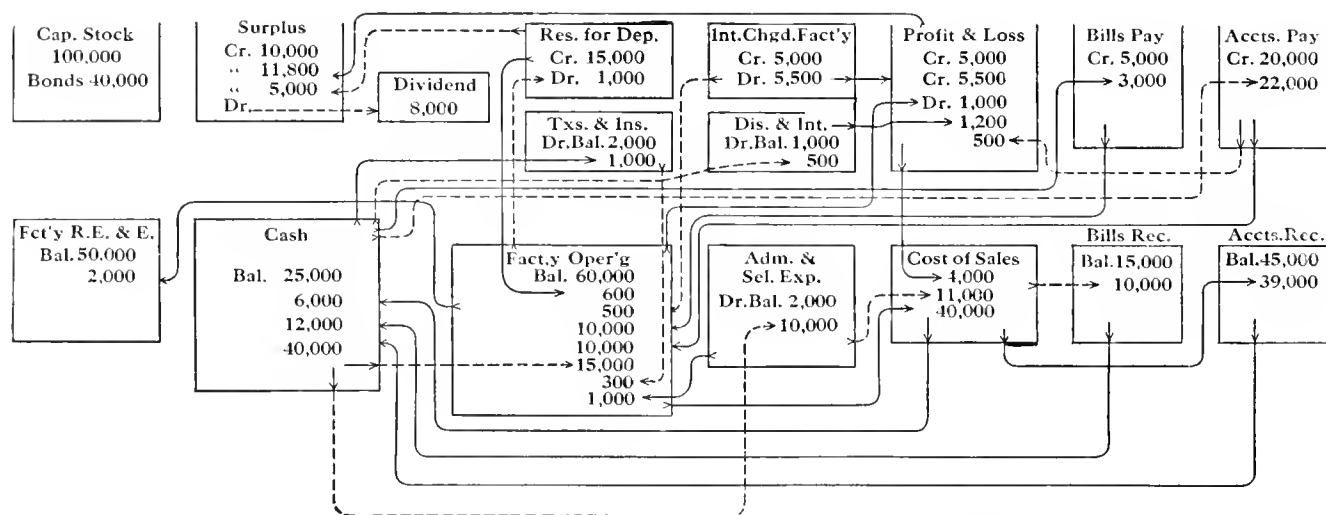 Cap. Stock
100,000
Bonds 40,000
Surplus
Cr. 10,000
„ 11,800
„ 5,000
Dr.
Dividend
8,000
Res. for Dep.
Cr. 15,000
Dr. 1,000
Txs. & Ins.
Dr.Bal. 2,000
1,000
Int.Chgd.Fact'y
Cr. 5,000
Dr. 5,500
Dis. & Int.
Dr.Bal. 1,000
500
Profit & Loss
Cr. 5,000
Cr. 5,500
Dr. 1,000
1,200
500
Bills Pay
Cr. 5,000
3,000
Accts. Pay
Cr. 20,000
22,000
Fct'y R.E. & E.
Bal. 50.000
2,000
Cash
Bal. 25,000
6,000
12,000
40,000
Fact,y Oper'g
Bal. 60,000
600
500
10,000
10,000
15,000
300
1,000
Adm. &
Sel. Exp.
Dr.Bal. 2,000
10,000
Cost of Sales
4,000
11,000
40,000
Bills Rec.
Bal. 15,000
10,000
Accts.Rec.
Bal. 45,000
39,000